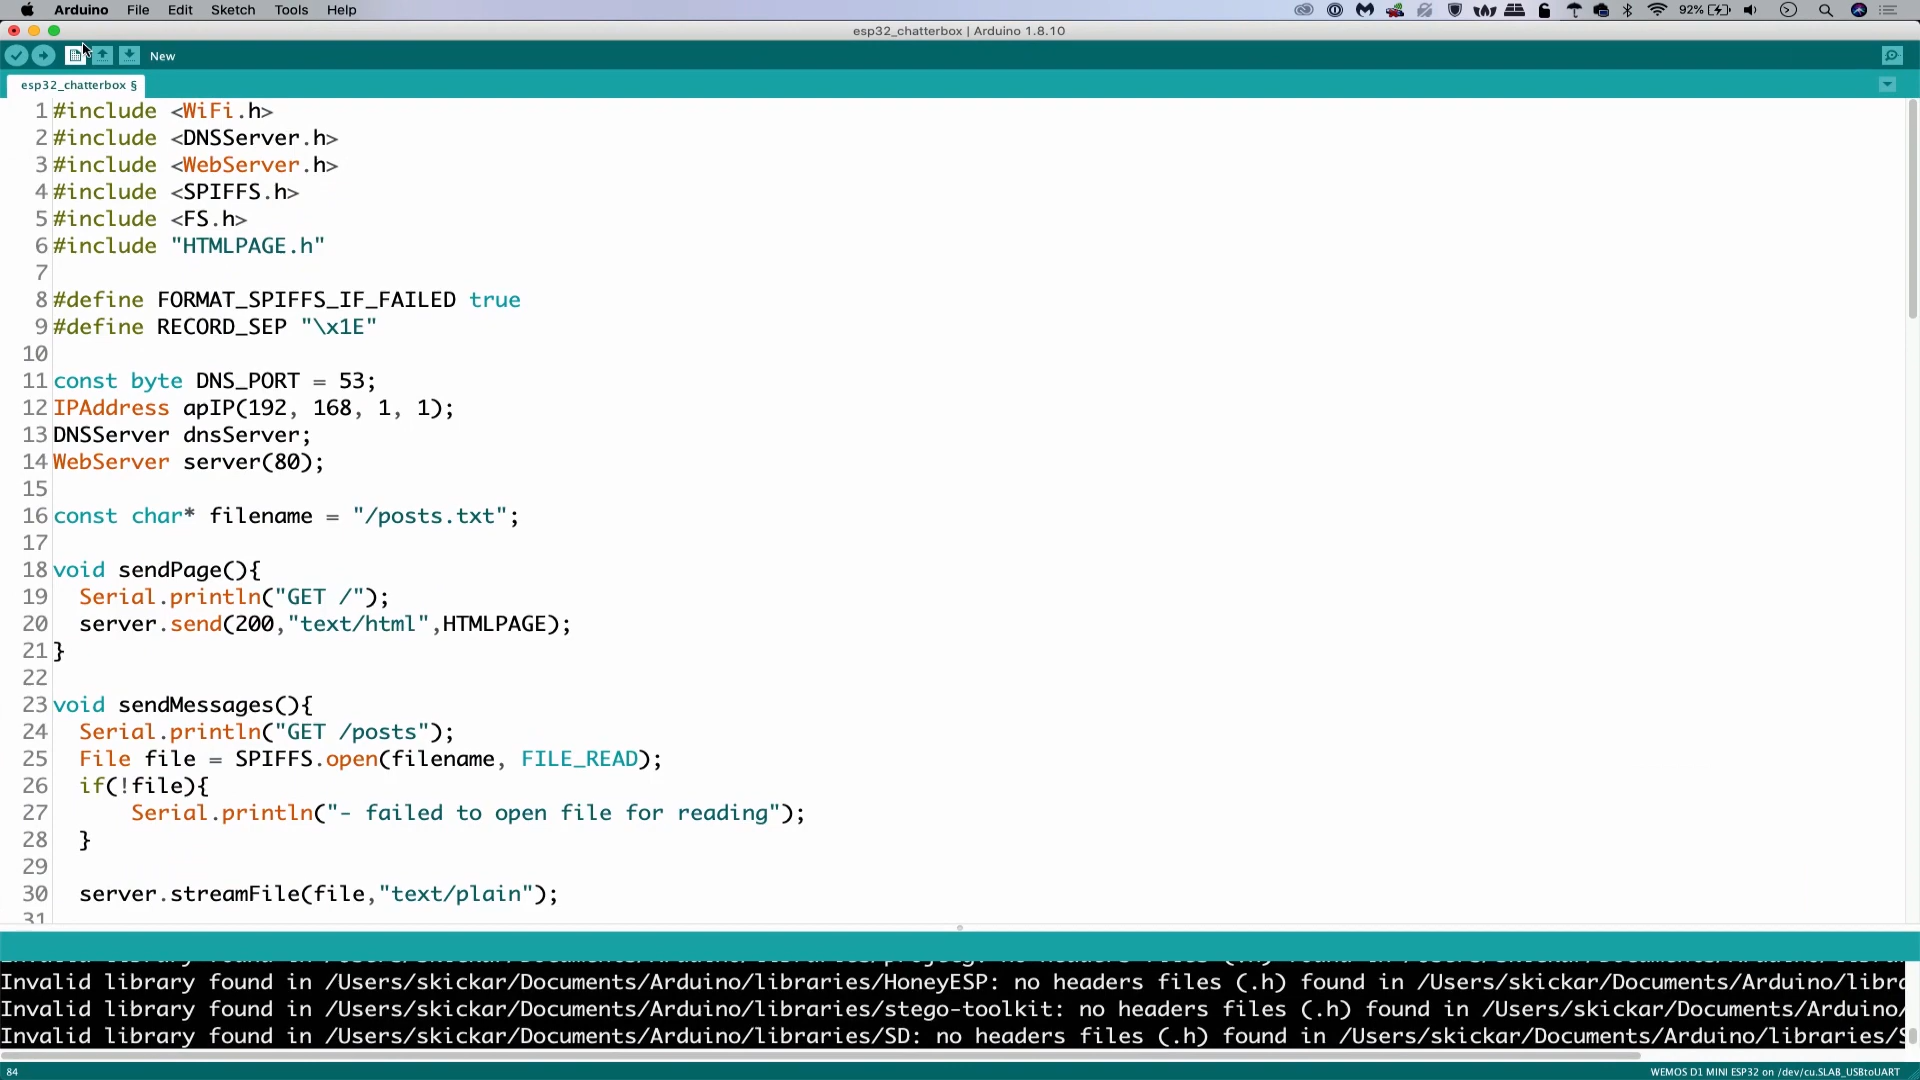 Arduino File Edit Sketch Tools Help 92%
esp32_chatterbox | Arduino 1.8.10
New
esp32_chatterbox §
1 #include <WiFi.h>
2 #include <DNSServer.h>
3 #include <WebServer.h>
4 #include <SPIFFS.h>
5 #include <FS.h>
6 #include "HTMLPAGE.h"
7
8 #define FORMAT_SPIFFS_IF_FAILED true
9 #define RECORD_SEP "\x1E"
10
11 const byte DNS_PORT = 53;
12 IPAddress apIP(192, 168, 1, 1);
13 DNSServer dnsServer;
14 WebServer server(80);
15
16 const char* filename = "/posts.txt";
17
18 void sendPage(){
19 Serial.println("GET /");
20 server.send(200,"text/html",HTMLPAGE);
21 }
22
23 void sendMessages(){
24 Serial.println("GET /posts");
25 File file = SPIFFS.open(filename, FILE_READ);
26 if(!file){
27 Serial.println("- failed to open file for reading");
28 }
29
30 server.streamFile(file,"text/plain");
31
Invalid library found in /Users/skickar/Documents/Arduino/libraries/HoneyESP: no headers files (.h) found in /Users/skickar/Documents/Arduino/libra
Invalid library found in /Users/skickar/Documents/Arduino/libraries/stego-toolkit: no headers files (.h) found in /Users/skickar/Documents/Arduino/
Invalid library found in /Users/skickar/Documents/Arduino/libraries/SD: no headers files (.h) found in /Users/skickar/Documents/Arduino/libraries/S
84 WEMOS D1 MINI ESP32 on /dev/cu.SLAB_USBtoUART